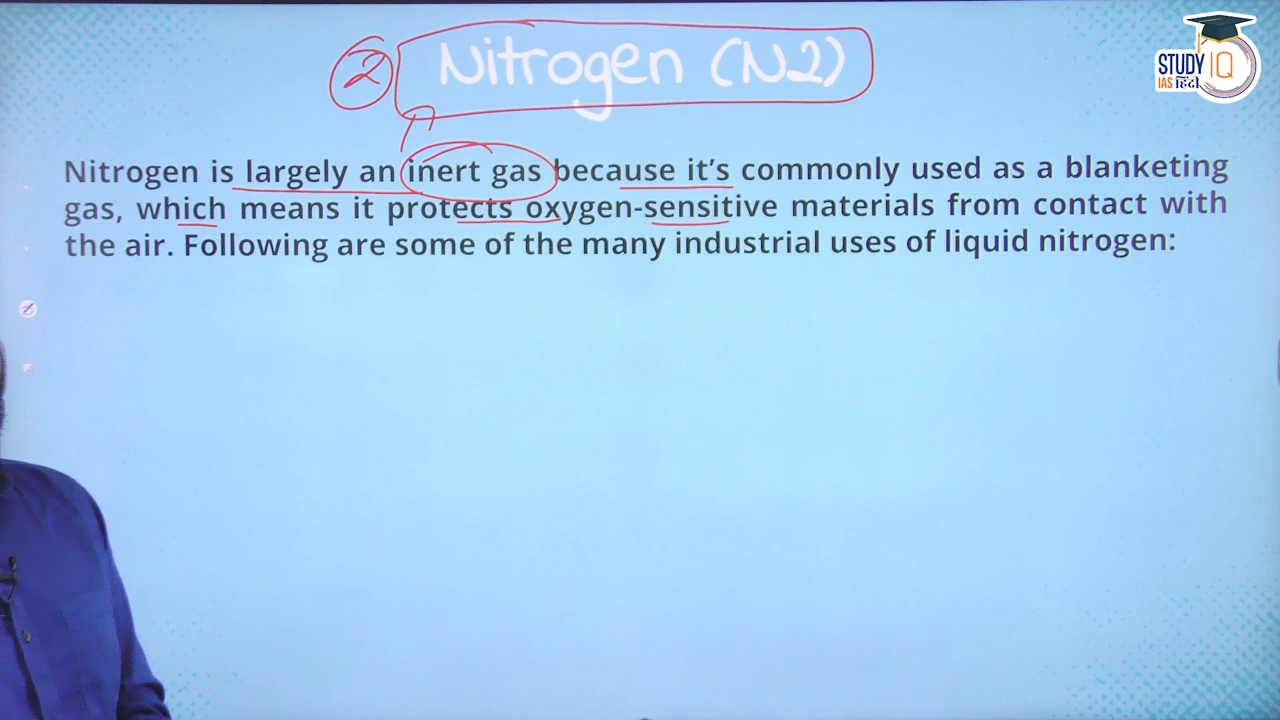 ② Nitrogen (N2)
STUDY IQ
IAS हिंदी
Nitrogen is largely an inert gas because it’s commonly used as a blanketing
gas, which means it protects oxygen-sensitive materials from contact with
the air. Following are some of the many industrial uses of liquid nitrogen: